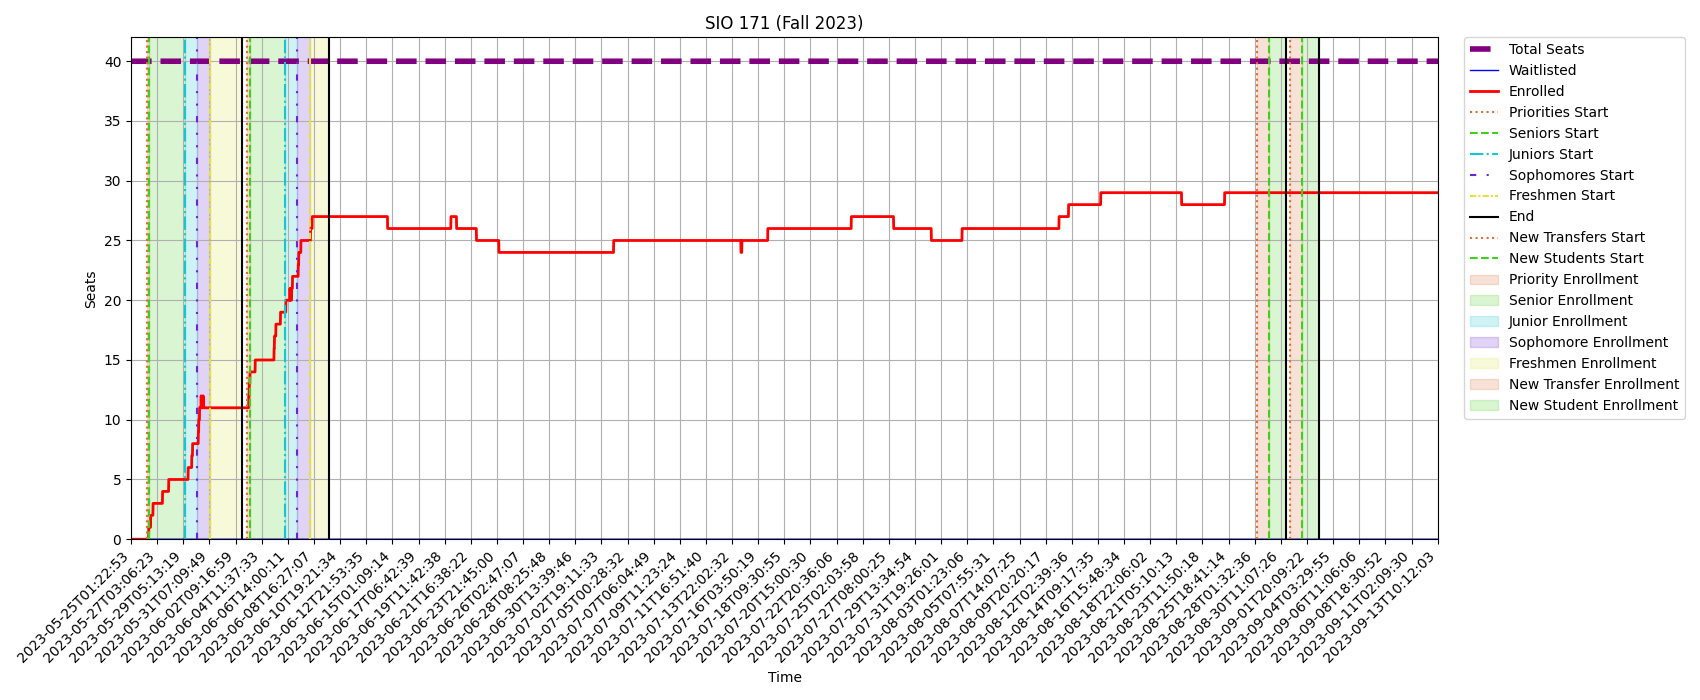 SIO 171 (Fall 2023)
Seats
40
35
30
25
20
15
10
5
0
2023-05-25T01:22:53
2023-05-27T03:06:23
2023-05-29T05:13:19
2023-05-31T07:09:49
2023-06-02T09:16:59
2023-06-04T11:37:33
2023-06-06T14:00:11
2023-06-08T16:27:07
2023-06-10T19:21:34
2023-06-12T21:53:35
2023-06-15T01:09:14
2023-06-17T06:42:39
2023-06-19T11:42:38
2023-06-21T16:38:22
2023-06-23T21:45:00
2023-06-26T02:47:07
2023-06-28T08:25:48
2023-06-30T13:39:46
2023-07-02T19:11:33
2023-07-05T00:28:32
2023-07-07T06:04:49
2023-07-09T11:23:24
2023-07-11T16:51:40
2023-07-13T22:02:32
2023-07-16T03:50:19
2023-07-18T09:30:55
2023-07-20T15:00:30
2023-07-22T20:36:06
2023-07-25T02:03:58
2023-07-27T08:00:25
2023-07-29T13:34:54
2023-07-31T19:26:01
2023-08-03T01:23:06
2023-08-05T07:55:31
2023-08-07T14:07:25
2023-08-09T20:20:17
2023-08-12T02:39:36
2023-08-14T09:17:35
2023-08-16T15:48:34
2023-08-18T22:06:02
2023-08-21T05:10:13
2023-08-23T11:50:18
2023-08-25T18:41:14
2023-08-28T01:32:36
2023-08-30T11:07:26
2023-09-01T20:09:22
2023-09-04T03:29:55
2023-09-06T11:06:06
2023-09-08T18:30:52
2023-09-11T02:09:30
2023-09-13T10:12:03
Time
Total Seats
Waitlisted
Enrolled
Priorities Start
Seniors Start
Juniors Start
Sophomores Start
Freshmen Start
End
New Transfers Start
New Students Start
Priority Enrollment
Senior Enrollment
Junior Enrollment
Sophomore Enrollment
Freshmen Enrollment
New Transfer Enrollment
New Student Enrollment